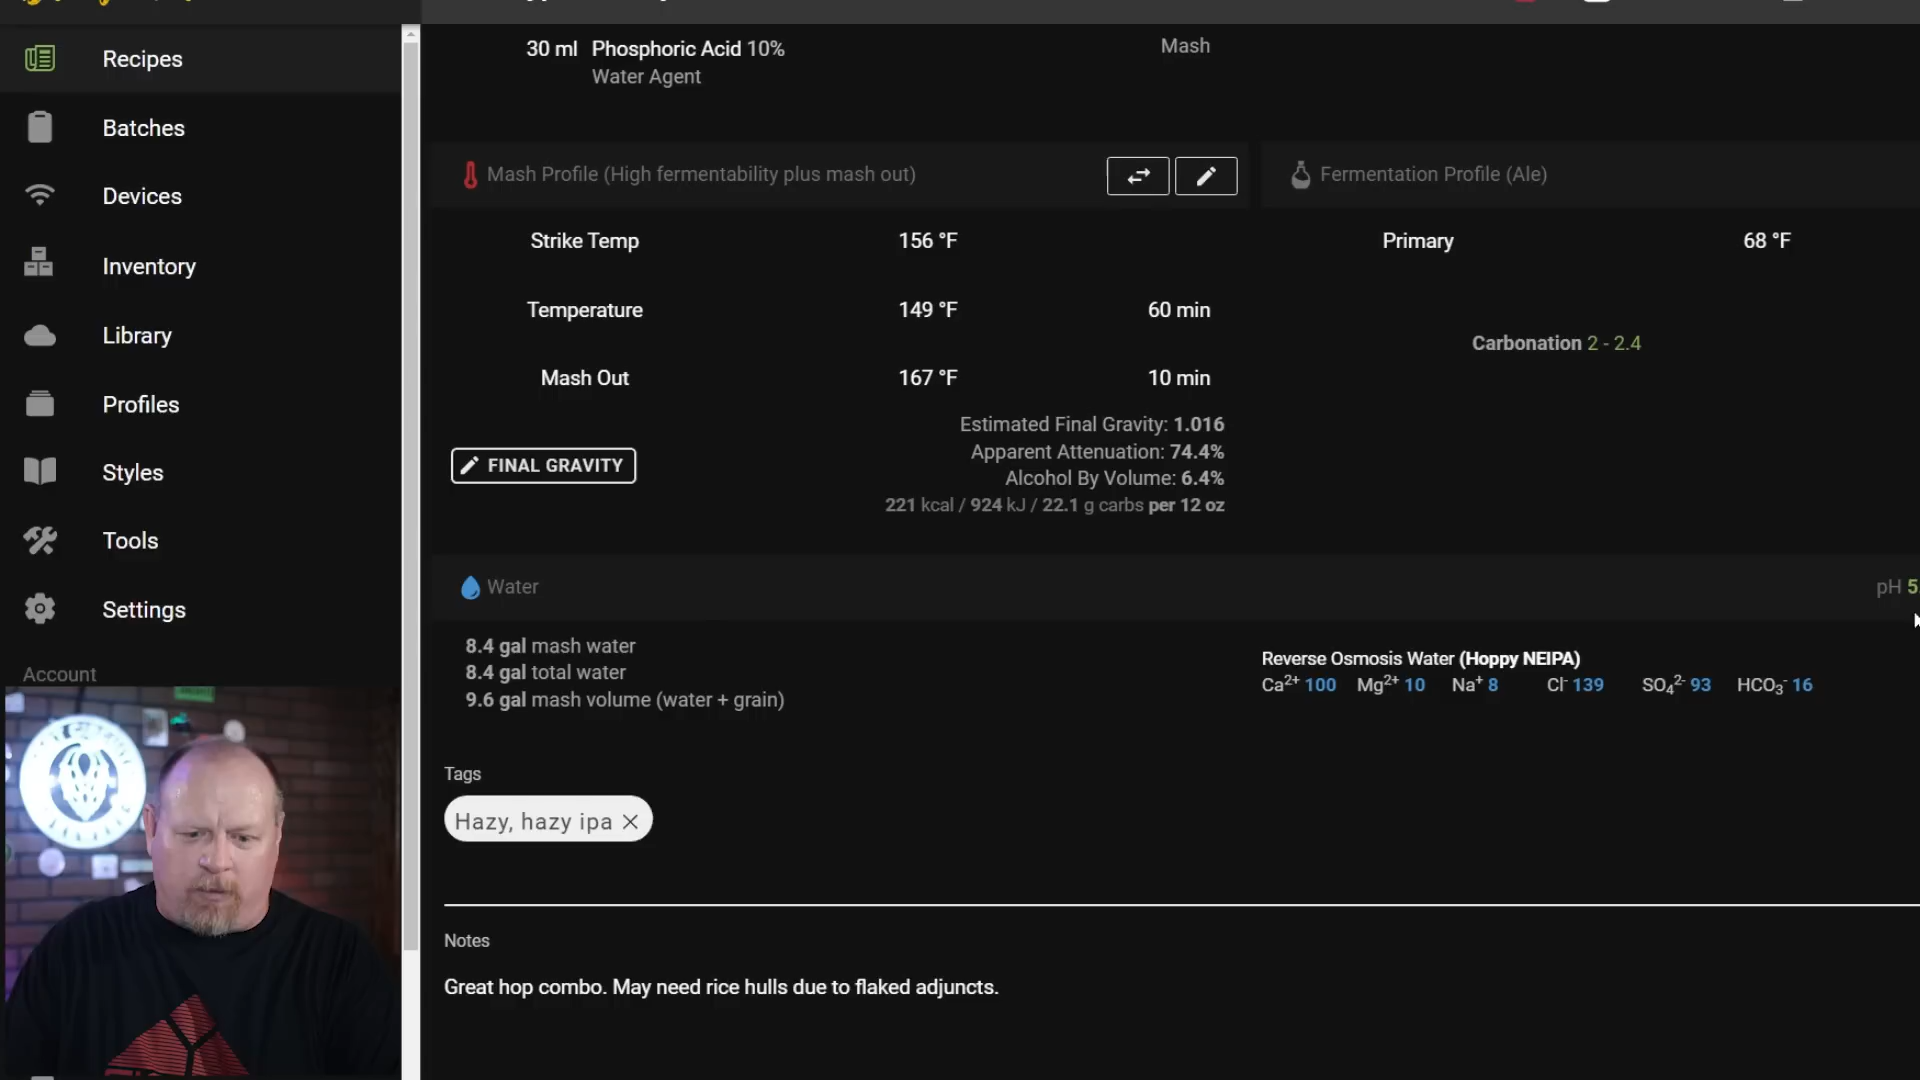 Recipes
Batches
Devices
Inventory
Library
Profiles
Styles
Tools
Settings
Account
30 ml Phosphoric Acid 10% Mash
Water Agent
Mash Profile (High fermentability plus mash out)
Strike Temp 156 °F
Temperature 149 °F 60 min
Mash Out 167 °F 10 min
Estimated Final Gravity: 1.016
Apparent Attenuation: 74.4%
Alcohol By Volume: 6.4%
221 kcal / 924 kJ / 22.1 g carbs per 12 oz
FINAL GRAVITY
Fermentation Profile (Ale)
Primary 68 °F
Carbonation 2 - 2.4
Water
pH 5.
8.4 gal mash water
8.4 gal total water
9.6 gal mash volume (water + grain)
Reverse Osmosis Water (Hoppy NEIPA)
Ca2+ 100 Mg2+ 10 Na+ 8 Cl- 139 SO42- 93 HCO3- 16
Tags
Hazy, hazy ipa
Notes
Great hop combo. May need rice hulls due to flaked adjuncts.